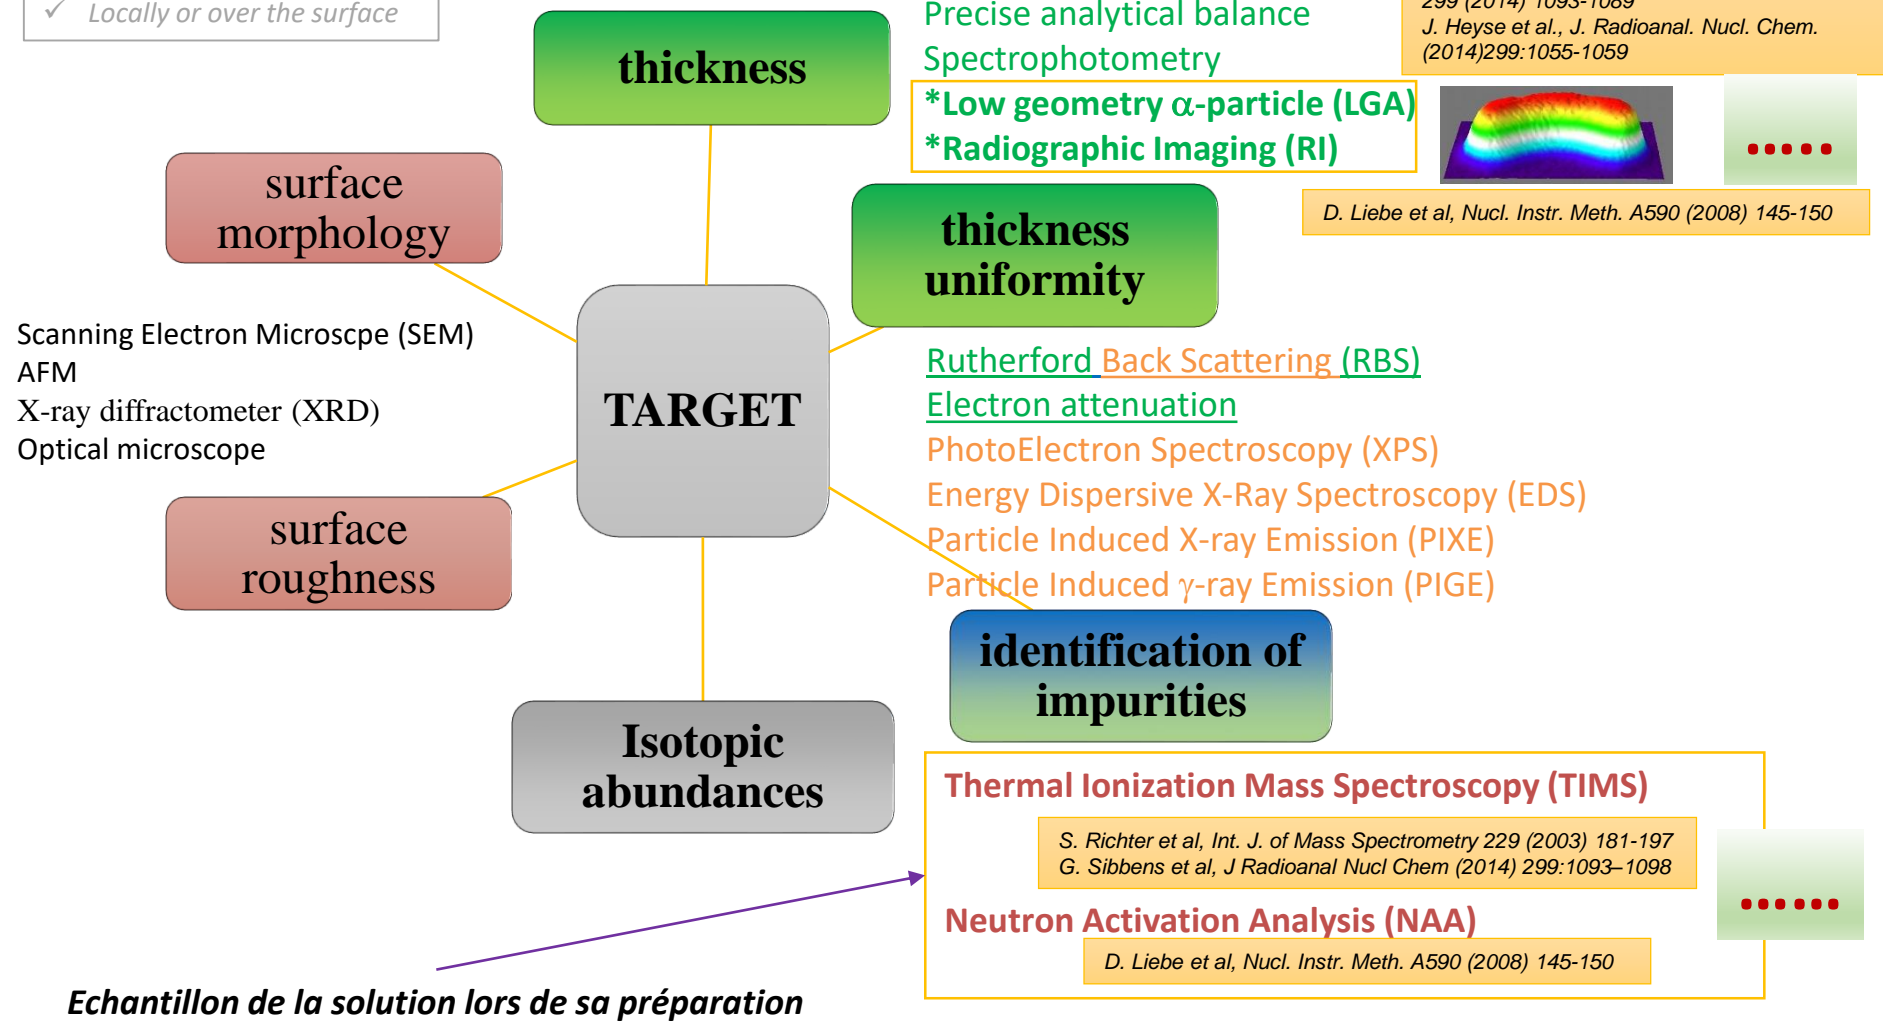 ✓ Locally or over the surface
thickness
Precise analytical balance
Spectrophotometry
*Low geometry α-particle (LGA)
*Radiographic Imaging (RI)
299 (2014) 1093-1089
J. Heyse et al., J. Radioanal. Nucl. Chem.
(2014)299:1055-1059
.....
D. Liebe et al, Nucl. Instr. Meth. A590 (2008) 145-150
surface
morphology
thickness
uniformity
Scanning Electron Microscpe (SEM)
AFM
X-ray diffractometer (XRD)
Optical microscope
TARGET
Rutherford Back Scattering (RBS)
Electron attenuation
PhotoElectron Spectroscopy (XPS)
Energy Dispersive X-Ray Spectroscopy (EDS)
Particle Induced X-ray Emission (PIXE)
Particle Induced γ-ray Emission (PIGE)
surface
roughness
identification of
impurities
Isotopic
abundances
Thermal Ionization Mass Spectroscopy (TIMS)
S. Richter et al, Int. J. of Mass Spectrometry 229 (2003) 181-197
G. Sibbens et al, J Radioanal Nucl Chem (2014) 299:1093–1098
......
Neutron Activation Analysis (NAA)
D. Liebe et al, Nucl. Instr. Meth. A590 (2008) 145-150
Echantillon de la solution lors de sa préparation